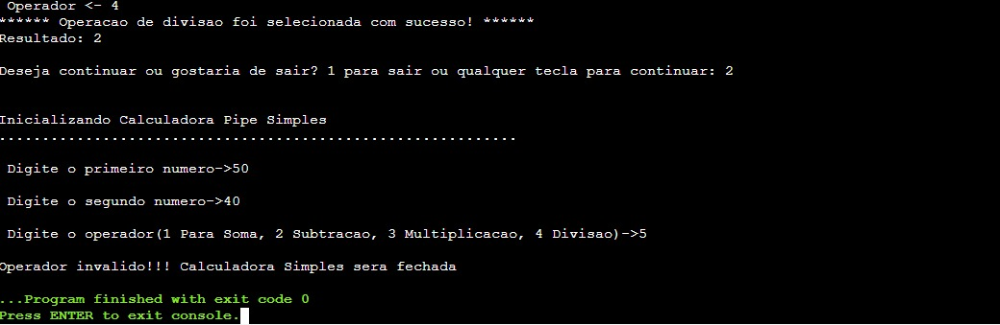 Operador <- 4
****** Operacao de divisao foi selecionada com sucesso! ******
Resultado: 2
Deseja continuar ou gostaria de sair? 1 para sair ou qualquer tecla para continuar: 2
Inicializando Calculadora Pipe Simples
............................................................
Digite o primeiro numero->50
Digite o segundo numero->40
Digite o operador(1 Para Soma, 2 Subtracao, 3 Multiplicacao, 4 Divisao)->5
Operador invalido!!! Calculadora Simples sera fechada
...Program finished with exit code 0
Press ENTER to exit console.